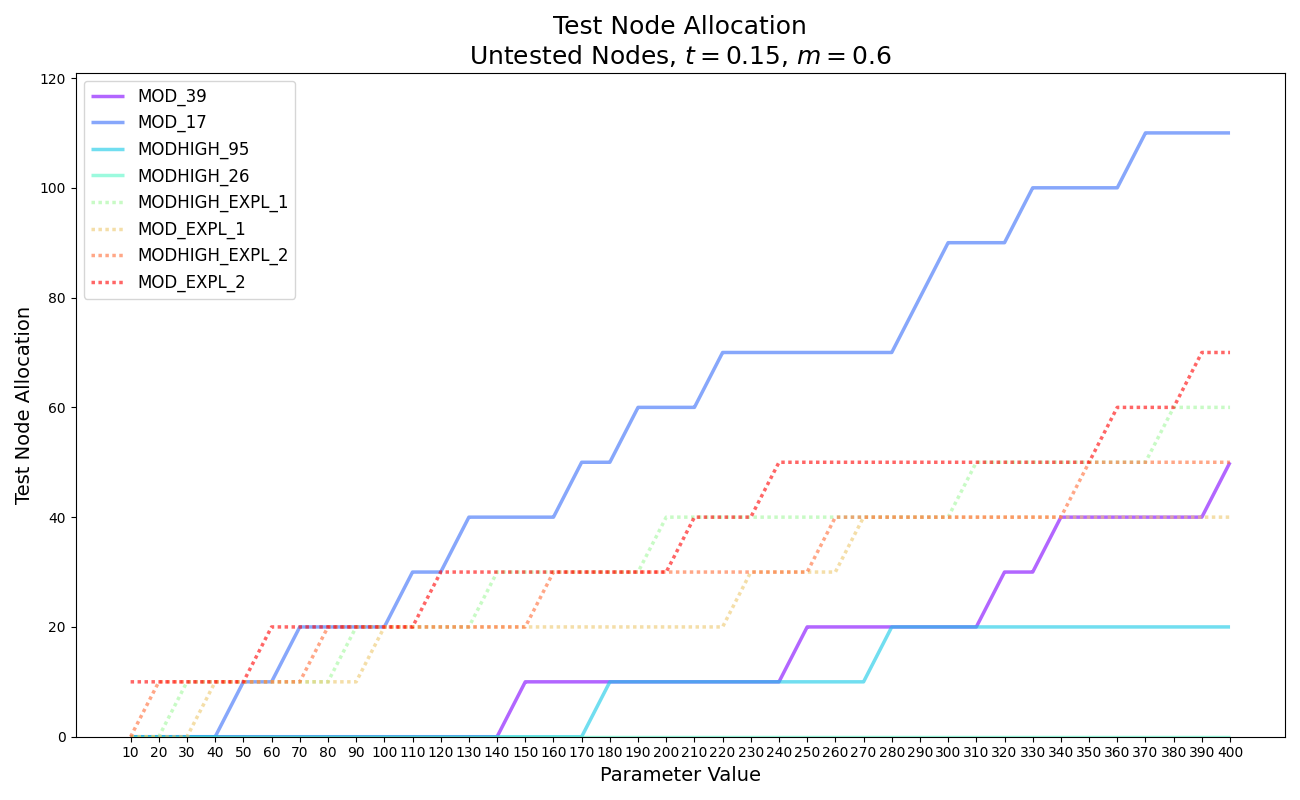 Test Node Allocation
Untested Nodes, t = 0.15, m = 0.6
120
100
80
60
40
20
0
Test Node Allocation
MOD_39
MOD_17
MODHIGH_95
MODHIGH_26
MODHIGH_EXPL_1
MOD_EXPL_1
MODHIGH_EXPL_2
MOD_EXPL_2
10 20 30 40 50 60 70 80 90 100 110 120 130 140 150 160 170 180 190 200 210 220 230 240 250 260 270 280 290 300 310 320 330 340 350 360 370 380 390 400
Parameter Value